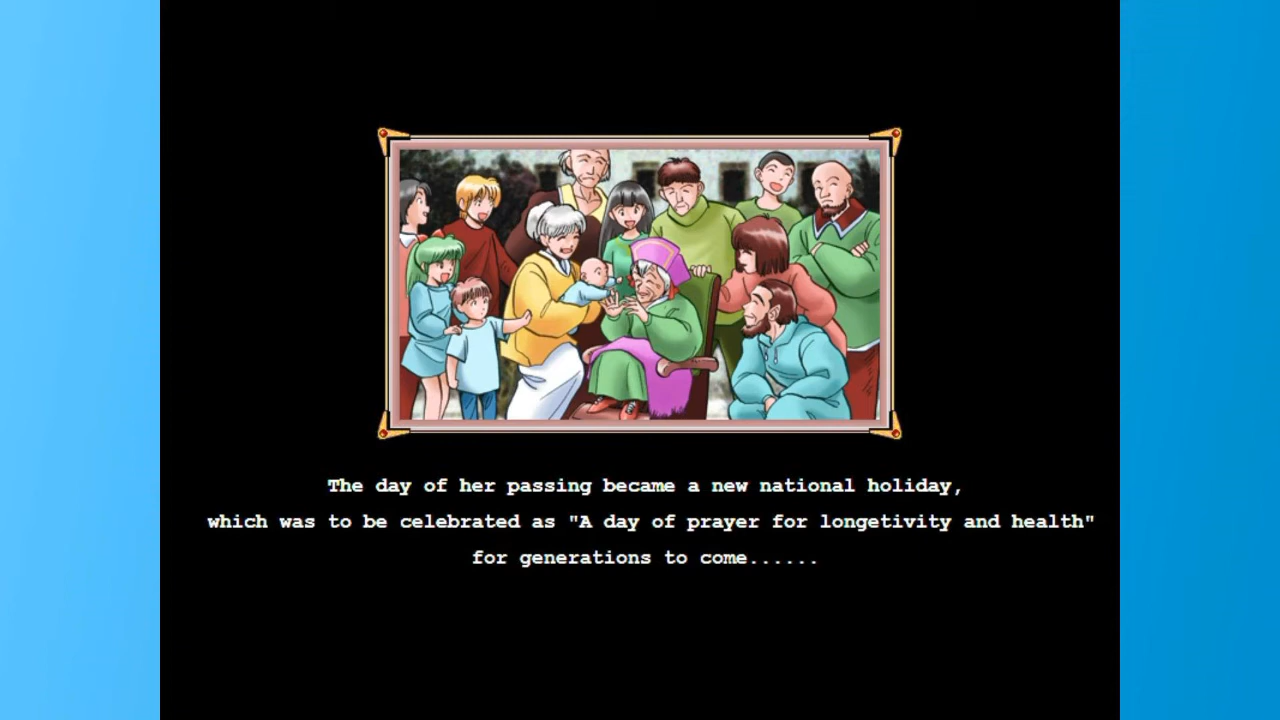 The day of her passing became a new national holiday,
which was to be celebrated as "A day of prayer for longetivity and health"
for generations to come......